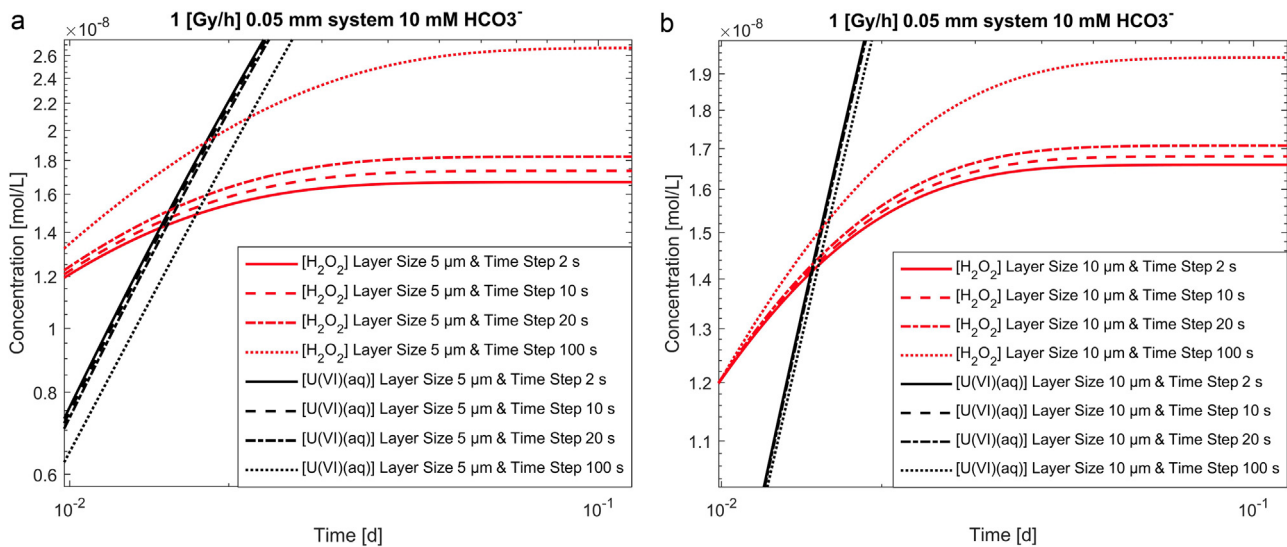 a
1 [Gy/h] 0.05 mm system 10 mM HCO3-
×10-8
2.6
2.4
2.2
2
1.8
1.6
1.4
1.2
1
0.8
0.6
Concentration [mol/L]
[H2O2] Layer Size 5 μm & Time Step 2 s
[H2O2] Layer Size 5 μm & Time Step 10 s
[H2O2] Layer Size 5 μm & Time Step 20 s
[H2O2] Layer Size 5 μm & Time Step 100 s
[U(VI)(aq)] Layer Size 5 μm & Time Step 2 s
[U(VI)(aq)] Layer Size 5 μm & Time Step 10 s
[U(VI)(aq)] Layer Size 5 μm & Time Step 20 s
[U(VI)(aq)] Layer Size 5 μm & Time Step 100 s
10-2
10-1
Time [d]
b
1 [Gy/h] 0.05 mm system 10 mM HCO3-
×10-8
1.9
1.8
1.7
1.6
1.5
1.4
1.3
1.2
1.1
Concentration [mol/L]
[H2O2] Layer Size 10 μm & Time Step 2 s
[H2O2] Layer Size 10 μm & Time Step 10 s
[H2O2] Layer Size 10 μm & Time Step 20 s
[H2O2] Layer Size 10 μm & Time Step 100 s
[U(VI)(aq)] Layer Size 10 μm & Time Step 2 s
[U(VI)(aq)] Layer Size 10 μm & Time Step 10 s
[U(VI)(aq)] Layer Size 10 μm & Time Step 20 s
[U(VI)(aq)] Layer Size 10 μm & Time Step 100 s
10-2
10-1
Time [d]